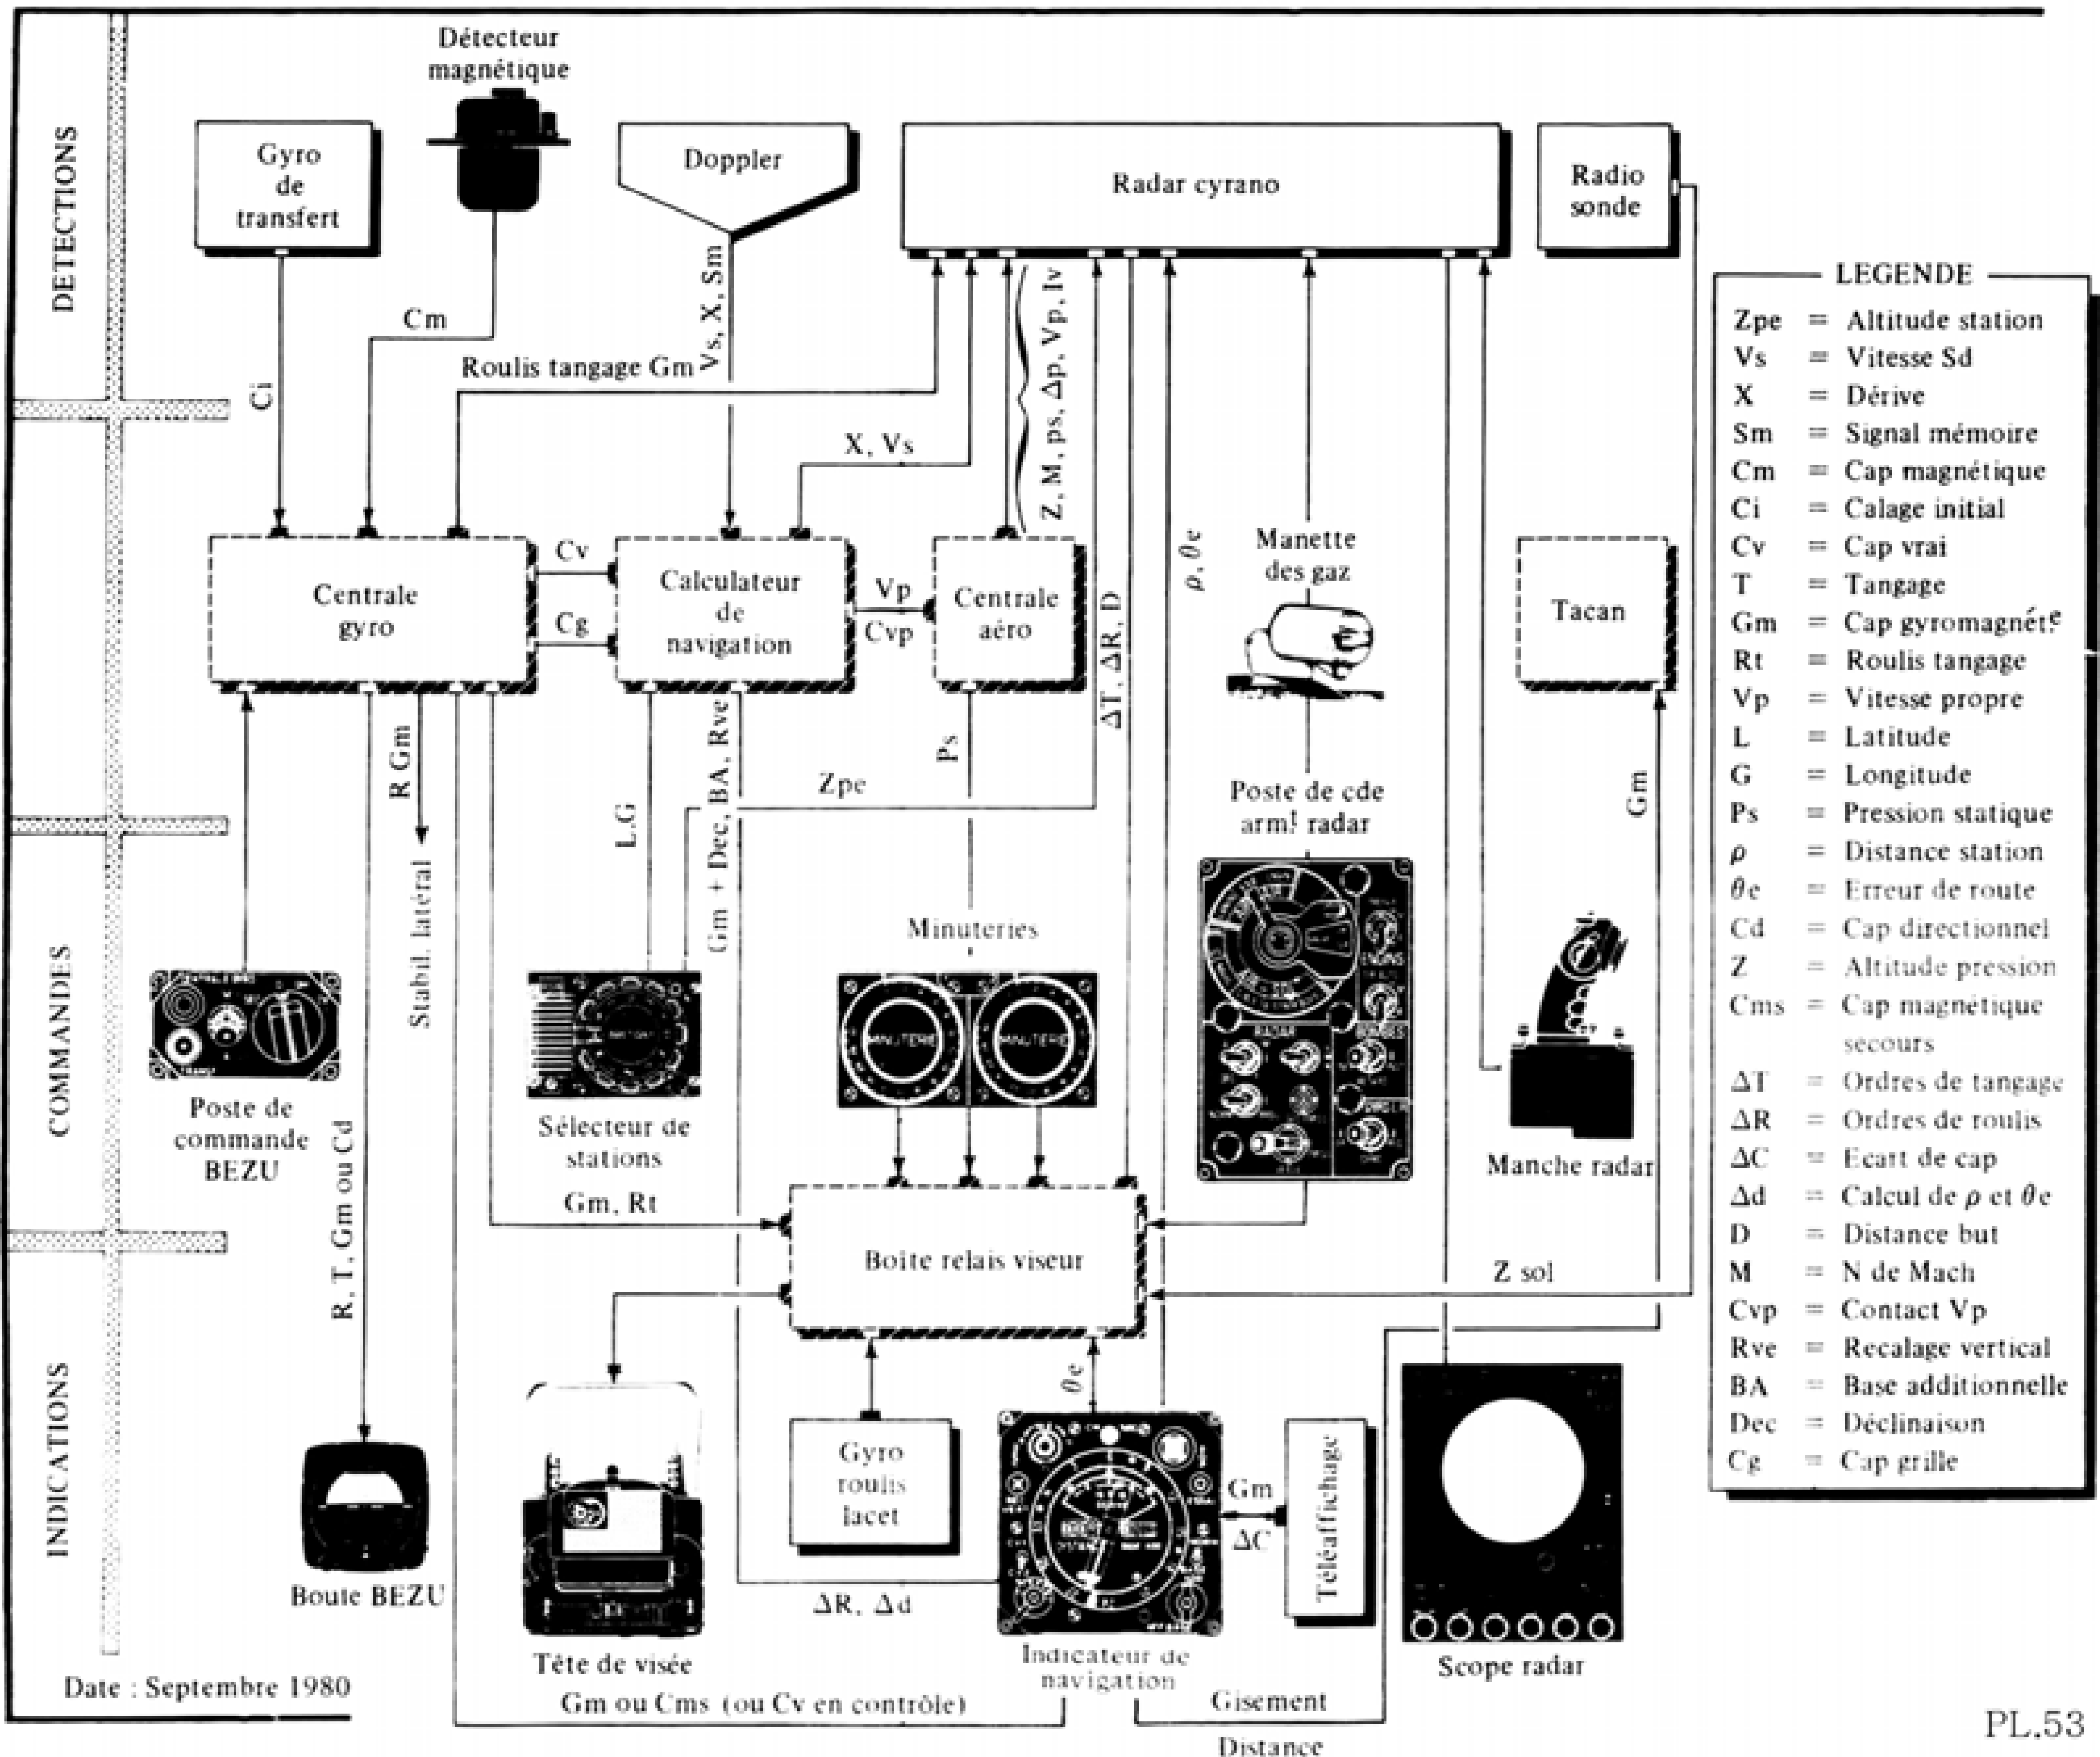 Détecteur
magnétique
DETECTIONS
Gyro
de
transfert
Doppler
Radar cyrano
Radio
sonde
Cm
Ci
Roulis tangage Gm
Vs, X, Sm
X, Vs
Z, M, ps, Δp, Vp, Iv
Centrale
gyro
Cv
Cg
Calculateur
de
navigation
Vp
Cvp
Centrale
aéro
ΔT, ΔR, D
ρ, θe
Manette
des gaz
Tacan
COMMANDES
R Gm
Stabil. latéral
L.G
Gm + Dec, BA, Rve
Zpe
Ps
Poste de cde
armt radar
Gm
Minuteries
MINUTERIE
MINUTERIE
Poste de
commande
BEZU
Sélecteur de
stations
RADAR
Manche radar
R, T, Gm ou Cd
Gm, Rt
Boîte relais viseur
Z sol
INDICATIONS
θe
Gyro
roulis
lacet
Gm
ΔC
Téléaffichage
Boule BEZU
ΔR, Δd
Tête de visée
Indicateur de
navigation
Scope radar
Gm ou Cms (ou Cv en contrôle)
Gisement
Distance
Date : Septembre 1980
PL.53
LEGENDE
Zpe = Altitude station
Vs = Vitesse Sd
X = Dérive
Sm = Signal mémoire
Cm = Cap magnétique
Ci = Calage initial
Cv = Cap vrai
T = Tangage
Gm = Cap gyromagnét.e
Rt = Roulis tangage
Vp = Vitesse propre
L = Latitude
G = Longitude
Ps = Pression statique
ρ = Distance station
θe = Erreur de route
Cd = Cap directionnel
Z = Altitude pression
Cms = Cap magnétique
secours
ΔT = Ordres de tangage
ΔR = Ordres de roulis
ΔC = Ecart de cap
Δd = Calcul de ρ et θe
D = Distance but
M = N de Mach
Cvp = Contact Vp
Rve = Recalage vertical
BA = Base additionnelle
Dec = Déclinaison
Cg = Cap grille